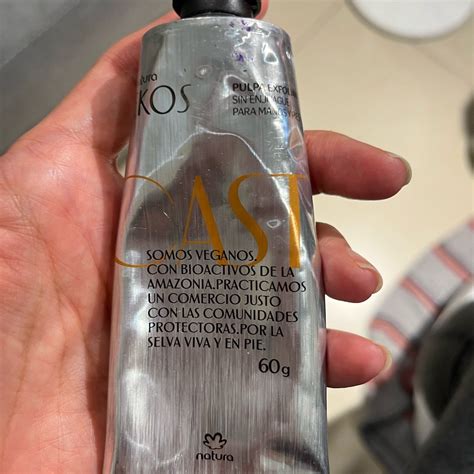 KOS
PULPA
SIN ENJUAGUE
PARA MANOS Y
CAST
SOMOS VEGANOS.
CON BIOACTIVOS DE LA
AMAZONIA.PRACTICAMOS
UN COMERCIO JUSTO
CON LAS COMUNIDADES
PROTECTORAS.POR LA
SELVA VIVA Y EN PIE.
60g
natura